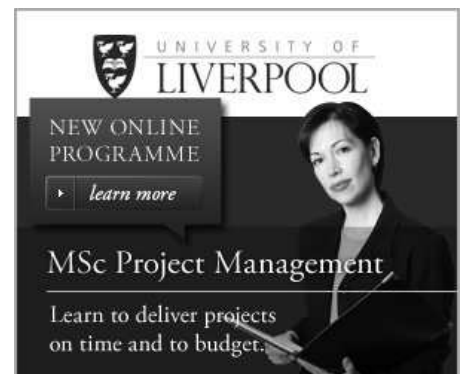 UNIVERSITY OF
LIVERPOOL
NEW ONLINE
PROGRAMME
learn more
MSc Project Management
Learn to deliver projects
on time and to budget.